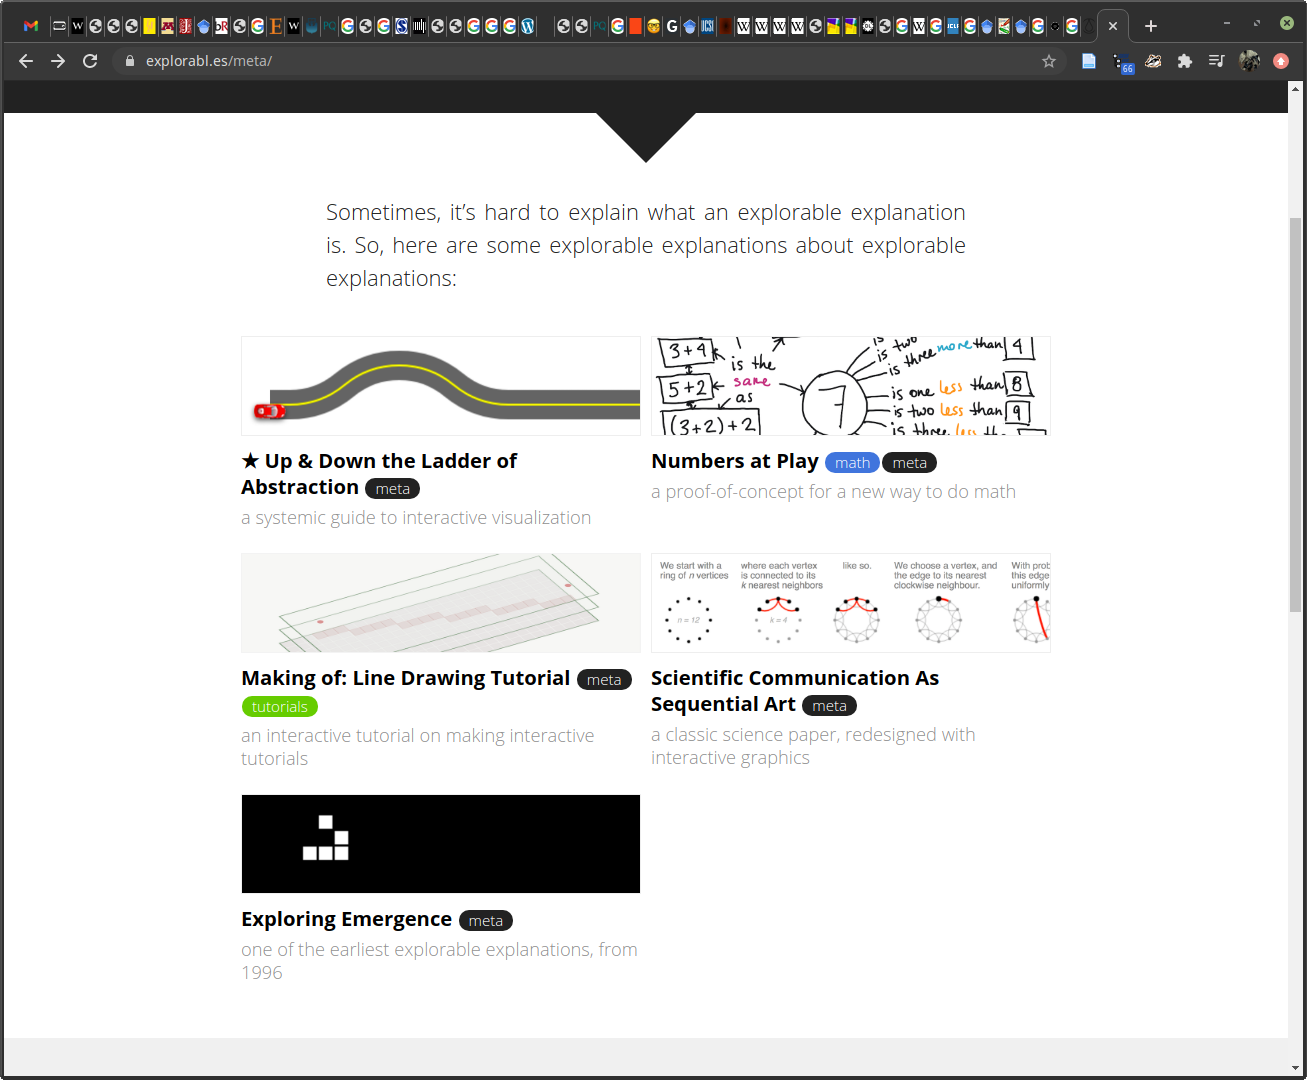 explorabl.es/meta/
66
Sometimes, it's hard to explain what an explorable explanation
is. So, here are some explorable explanations about explorable
explanations:
★ Up & Down the Ladder of
Abstraction meta
a systemic guide to interactive visualization
3+4
5+2
(3+2)+2
is the
same
as
7
is two
is three more than 4
is one less than 8
is two less than 9
is three less
Numbers at Play math meta
a proof-of-concept for a new way to do math
Making of: Line Drawing Tutorial meta
tutorials
an interactive tutorial on making interactive
tutorials
We start with a
ring of n vertices
n = 12
where each vertex
is connected to its
k nearest neighbors
k = 4
like so.
We choose a vertex, and
the edge to its nearest
clockwise neighbour.
With prob
this edge
uniformly
Scientific Communication As
Sequential Art meta
a classic science paper, redesigned with
interactive graphics
Exploring Emergence meta
one of the earliest explorable explanations, from
1996